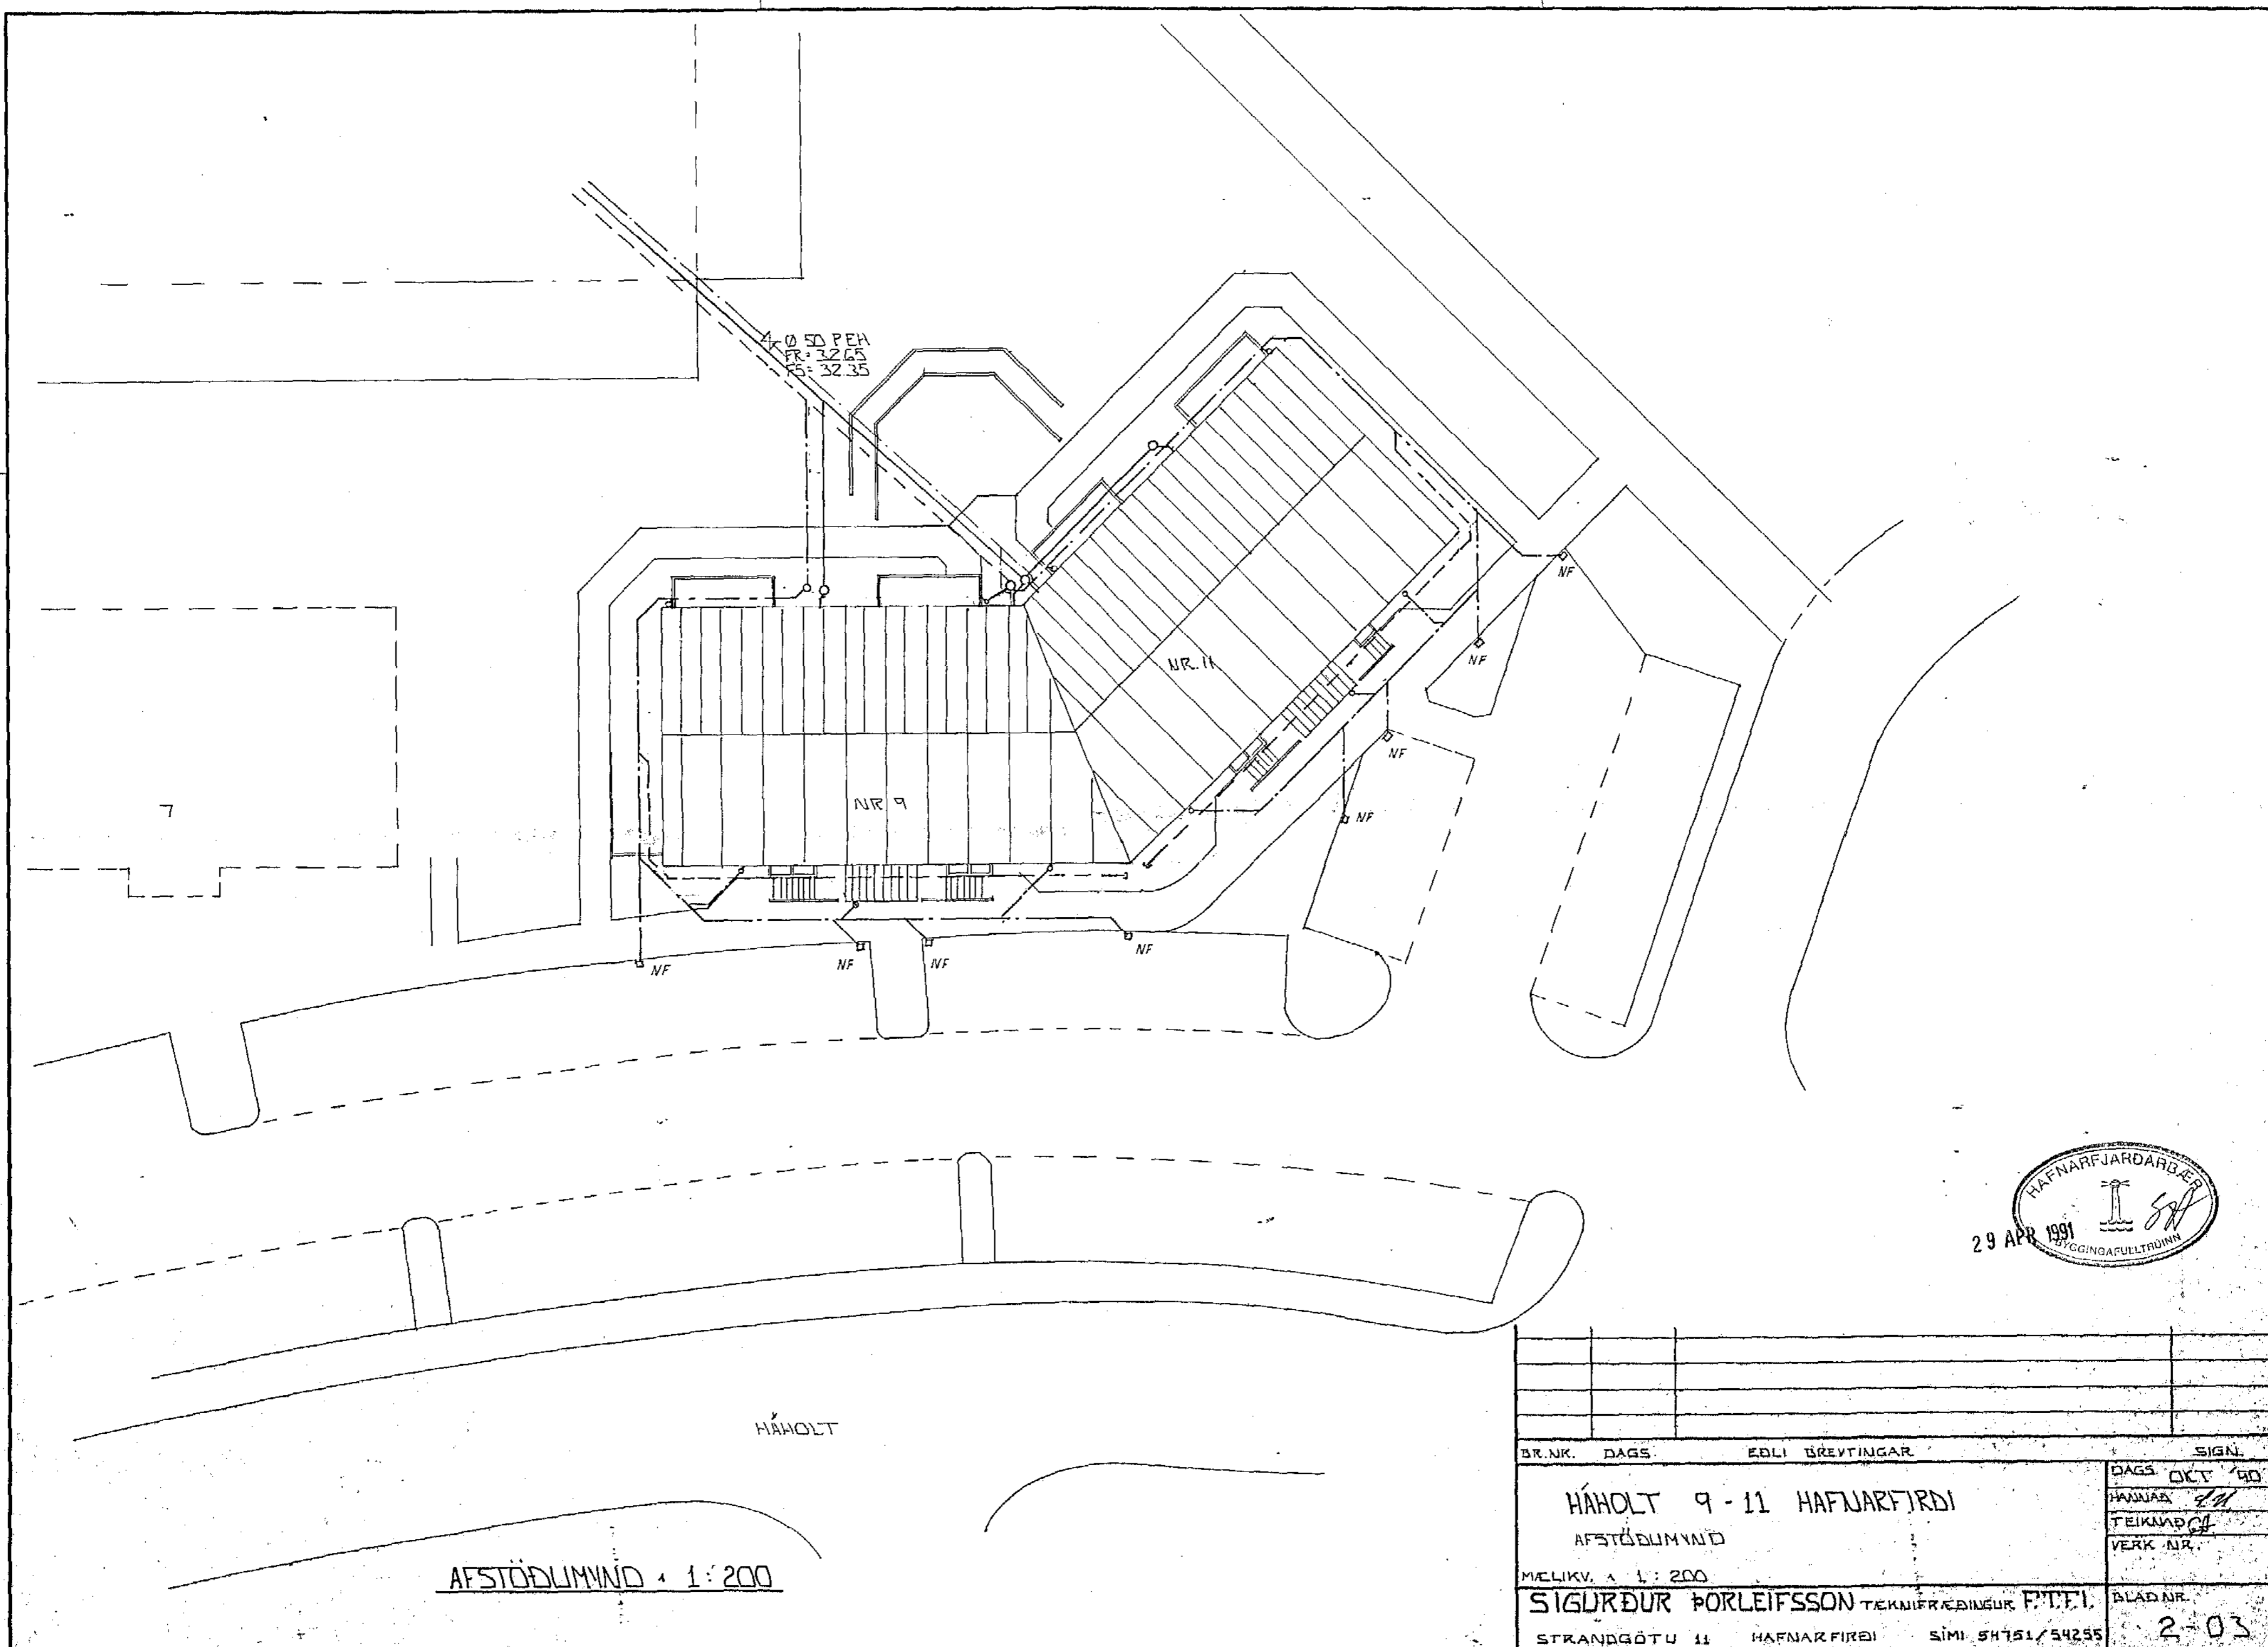 4 Ø 50 PEH
FR: 32.65
FS: 32.35
NF
NR. 11
NF
NF
7
NR 9
NF
NF
NF
NF
NF
HAFNARFJARÐARBÆR
29 APR 1991
BYGGINGAFULLTRÚINN
HÁHOLT
BR.NR. DAGS. EÐLI BREYTINGAR SIGN.
DAGS. OKT '90
HÁHOLT 9 - 11 HAFNARFIRÐI
HANNAÐ
TEIKNAÐ
AFSTÖÐUMYND
VERK NR.
AFSTÖÐUMYND 1:200
MÆLIKV. 1:200
SIGURÐUR ÞORLEIFSSON TÆKNIFRÆÐINGUR F.T.F.I.
BLAÐ NR.
STRANDGÖTU 11 HAFNARFIRÐI SÍMI 54751/54255
2-03